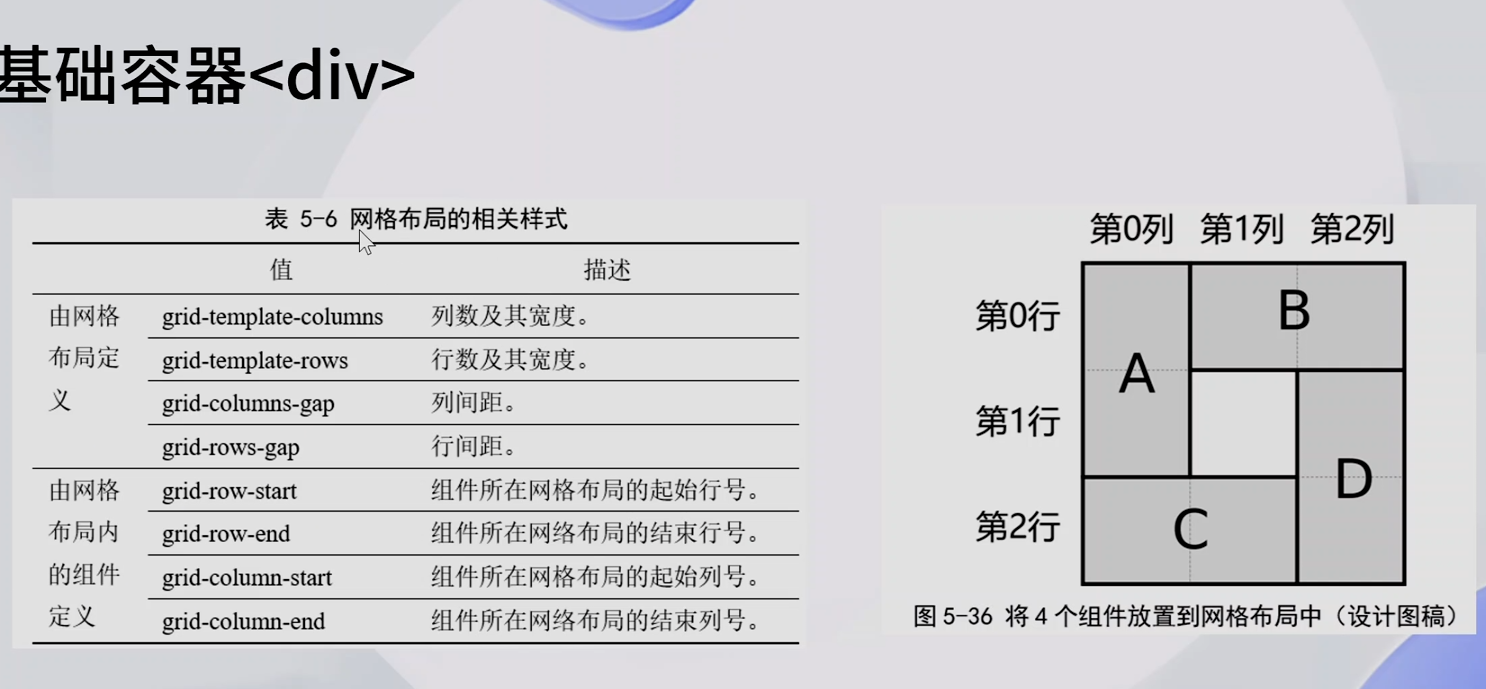 基础容器<div>
表 5-6 网格布局的相关样式
值 描述
由网格布局定义
grid-template-columns 列数及其宽度。
grid-template-rows 行数及其宽度。
grid-columns-gap 列间距。
grid-rows-gap 行间距。
由网格布局内的组件定义
grid-row-start 组件所在网格布局的起始行号。
grid-row-end 组件所在网络布局的结束行号。
grid-column-start 组件所在网格布局的起始列号。
grid-column-end 组件所在网络布局的结束列号。
第0列 第1列 第2列
第0行
第1行
第2行
A
B
C
D
图 5-36 将 4 个组件放置到网格布局中（设计图稿）